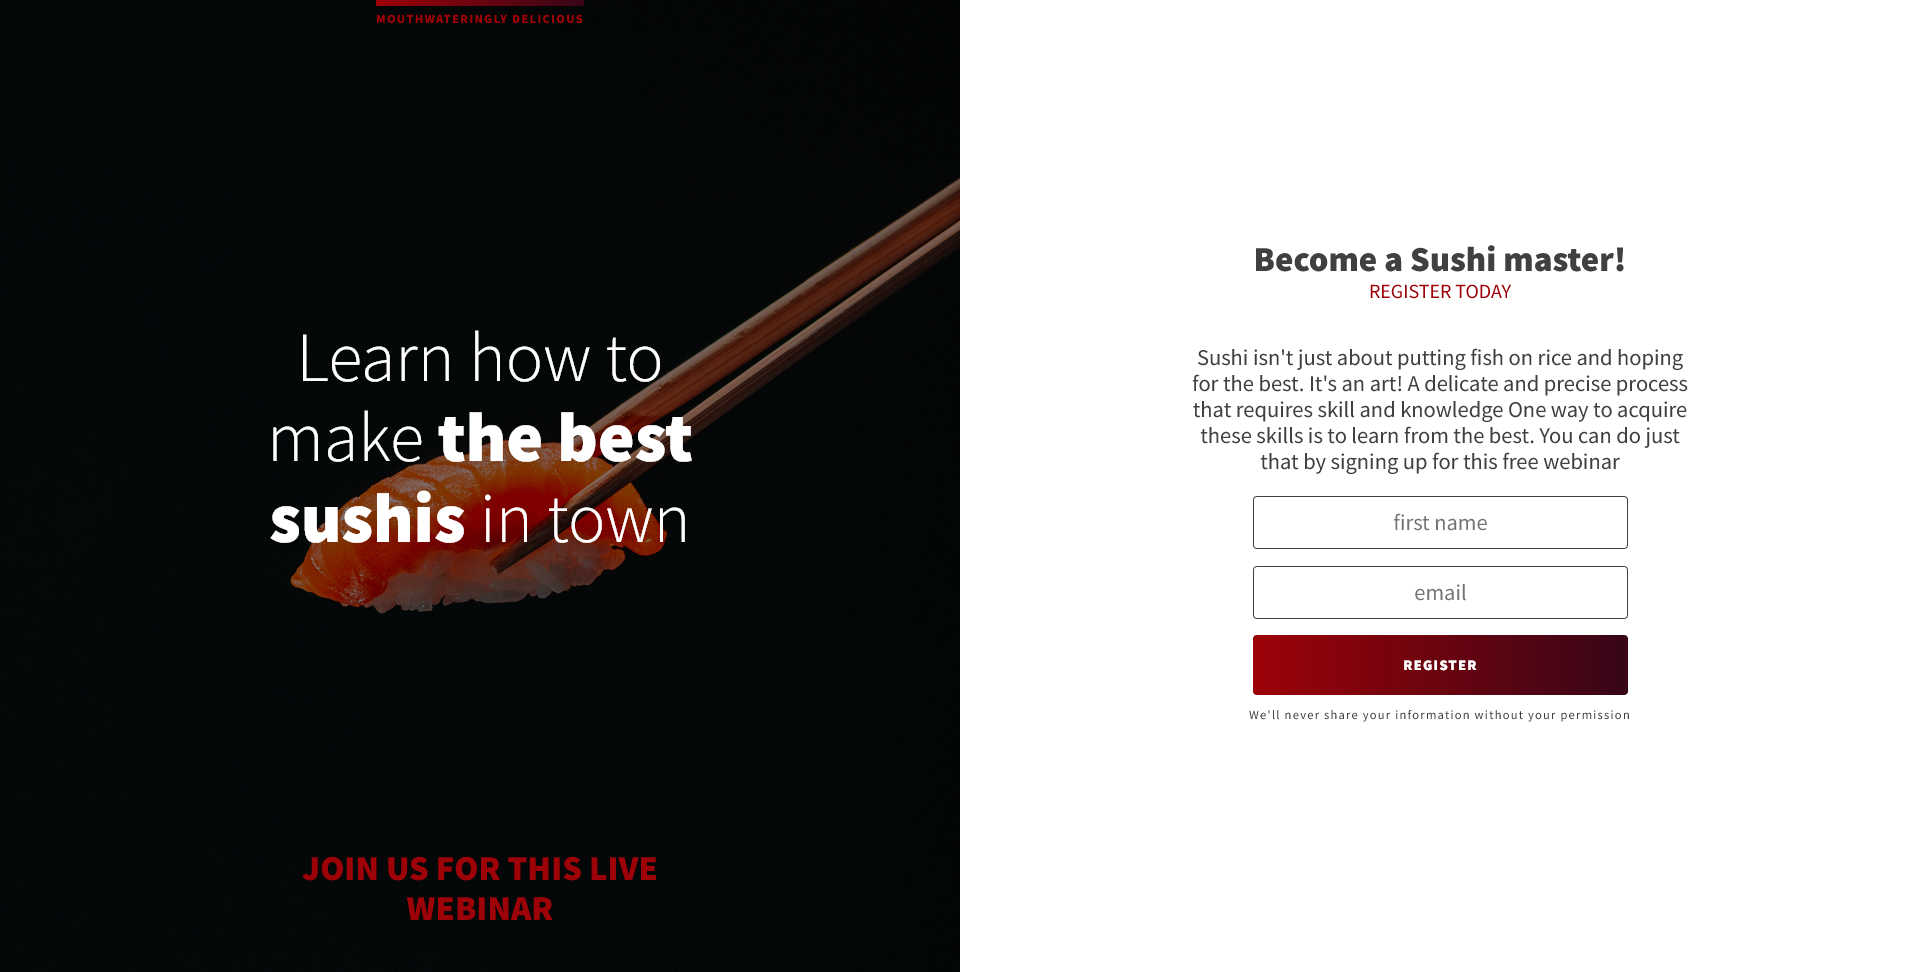 MOUTHWATERINGLY DELICIOUS
Learn how to
make the best
sushis in town
JOIN US FOR THIS LIVE
WEBINAR
Become a Sushi master!
REGISTER TODAY
Sushi isn't just about putting fish on rice and hoping
for the best. It's an art! A delicate and precise process
that requires skill and knowledge One way to acquire
these skills is to learn from the best. You can do just
that by signing up for this free webinar
first name
email
REGISTER
We'll never share your information without your permission